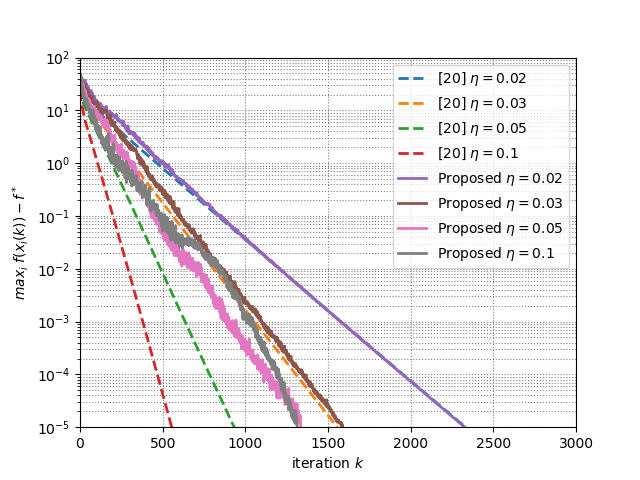 10^2
10^1
10^0
10^{-1}
10^{-2}
10^{-3}
10^{-4}
10^{-5}
max_i f(x_i(k)) − f^*
0 500 1000 1500 2000 2500 3000
iteration k
[20] η = 0.02
[20] η = 0.03
[20] η = 0.05
[20] η = 0.1
Proposed η = 0.02
Proposed η = 0.03
Proposed η = 0.05
Proposed η = 0.1